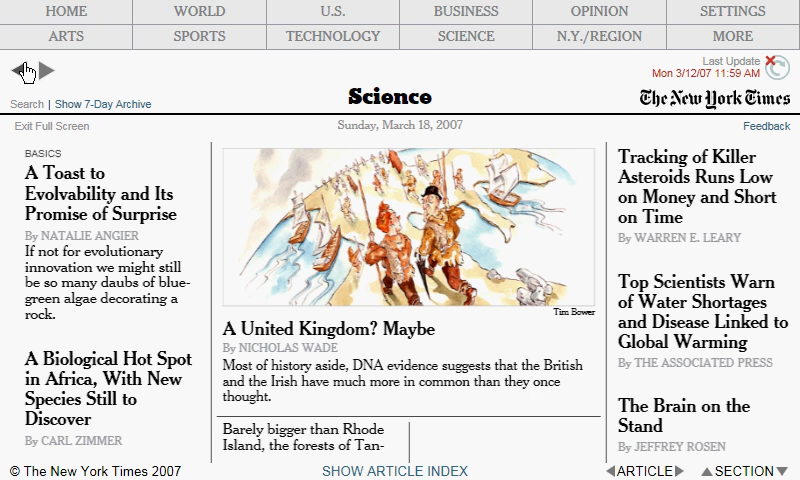 HOME WORLD U.S. BUSINESS OPINION SETTINGS
ARTS SPORTS TECHNOLOGY SCIENCE N.Y./REGION MORE
Last Update
Mon 3/12/07 11:59 AM
Search | Show 7-Day Archive
Science
The New York Times
Exit Full Screen
Sunday, March 18, 2007
Feedback
BASICS
A Toast to
Evolvability and Its
Promise of Surprise
By NATALIE ANGIER
If not for evolutionary
innovation we might still
be so many daubs of blue-
green algae decorating a
rock.
A Biological Hot Spot
in Africa, With New
Species Still to
Discover
By CARL ZIMMER
Tim Bower
A United Kingdom? Maybe
By NICHOLAS WADE
Most of history aside, DNA evidence suggests that the British
and the Irish have much more in common than they once
thought.
Barely bigger than Rhode
Island, the forests of Tan-
Tracking of Killer
Asteroids Runs Low
on Money and Short
on Time
By WARREN E. LEARY
Top Scientists Warn
of Water Shortages
and Disease Linked to
Global Warming
By THE ASSOCIATED PRESS
The Brain on the
Stand
By JEFFREY ROSEN
© The New York Times 2007
SHOW ARTICLE INDEX
ARTICLE SECTION